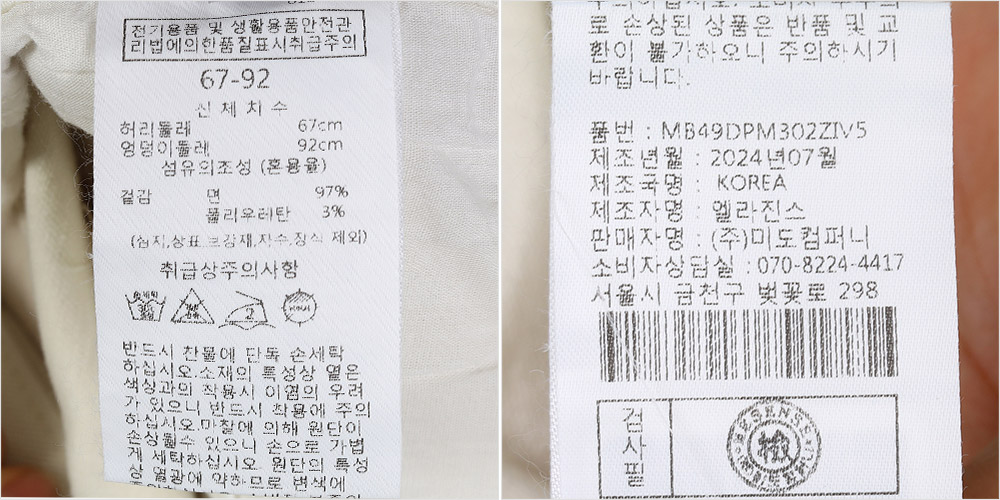 전기용품 및 생활용품안전관
리법에의한품질표시취급주의
67-92
신체치수
허리둘레 67cm
엉덩이둘레 92cm
섬유의조성 (혼용율)
겉감 면 97%
폴리우레탄 3%
(심지,상표,보강재,자수,장식 제외)
취급상주의사항
반드시 찬물에 단독 손세탁
하십시오.소재의 특성상 옅은
색상과의 착용시 이염의 우려
가 있으니 반드시 착용에 주의
하십시오.마찰에 의해 원단이
손상될수 있으니 손으로 가볍
게 세탁하십시오. 원단의 특성
상 열광에 약하므로 변색에
로 손상된 상품은 반품 및 교
환이 불가하오니 주의하시기
바랍니다.
품번 : MB49DPM302ZIV5
제조년월 : 2024년07월
제조국명 : KOREA
제조자명 : 엘라진스
판매자명 : (주)미도컴퍼니
소비자상담실 : 070-8224-4417
서울시 금천구 벚꽃로 298
검사필